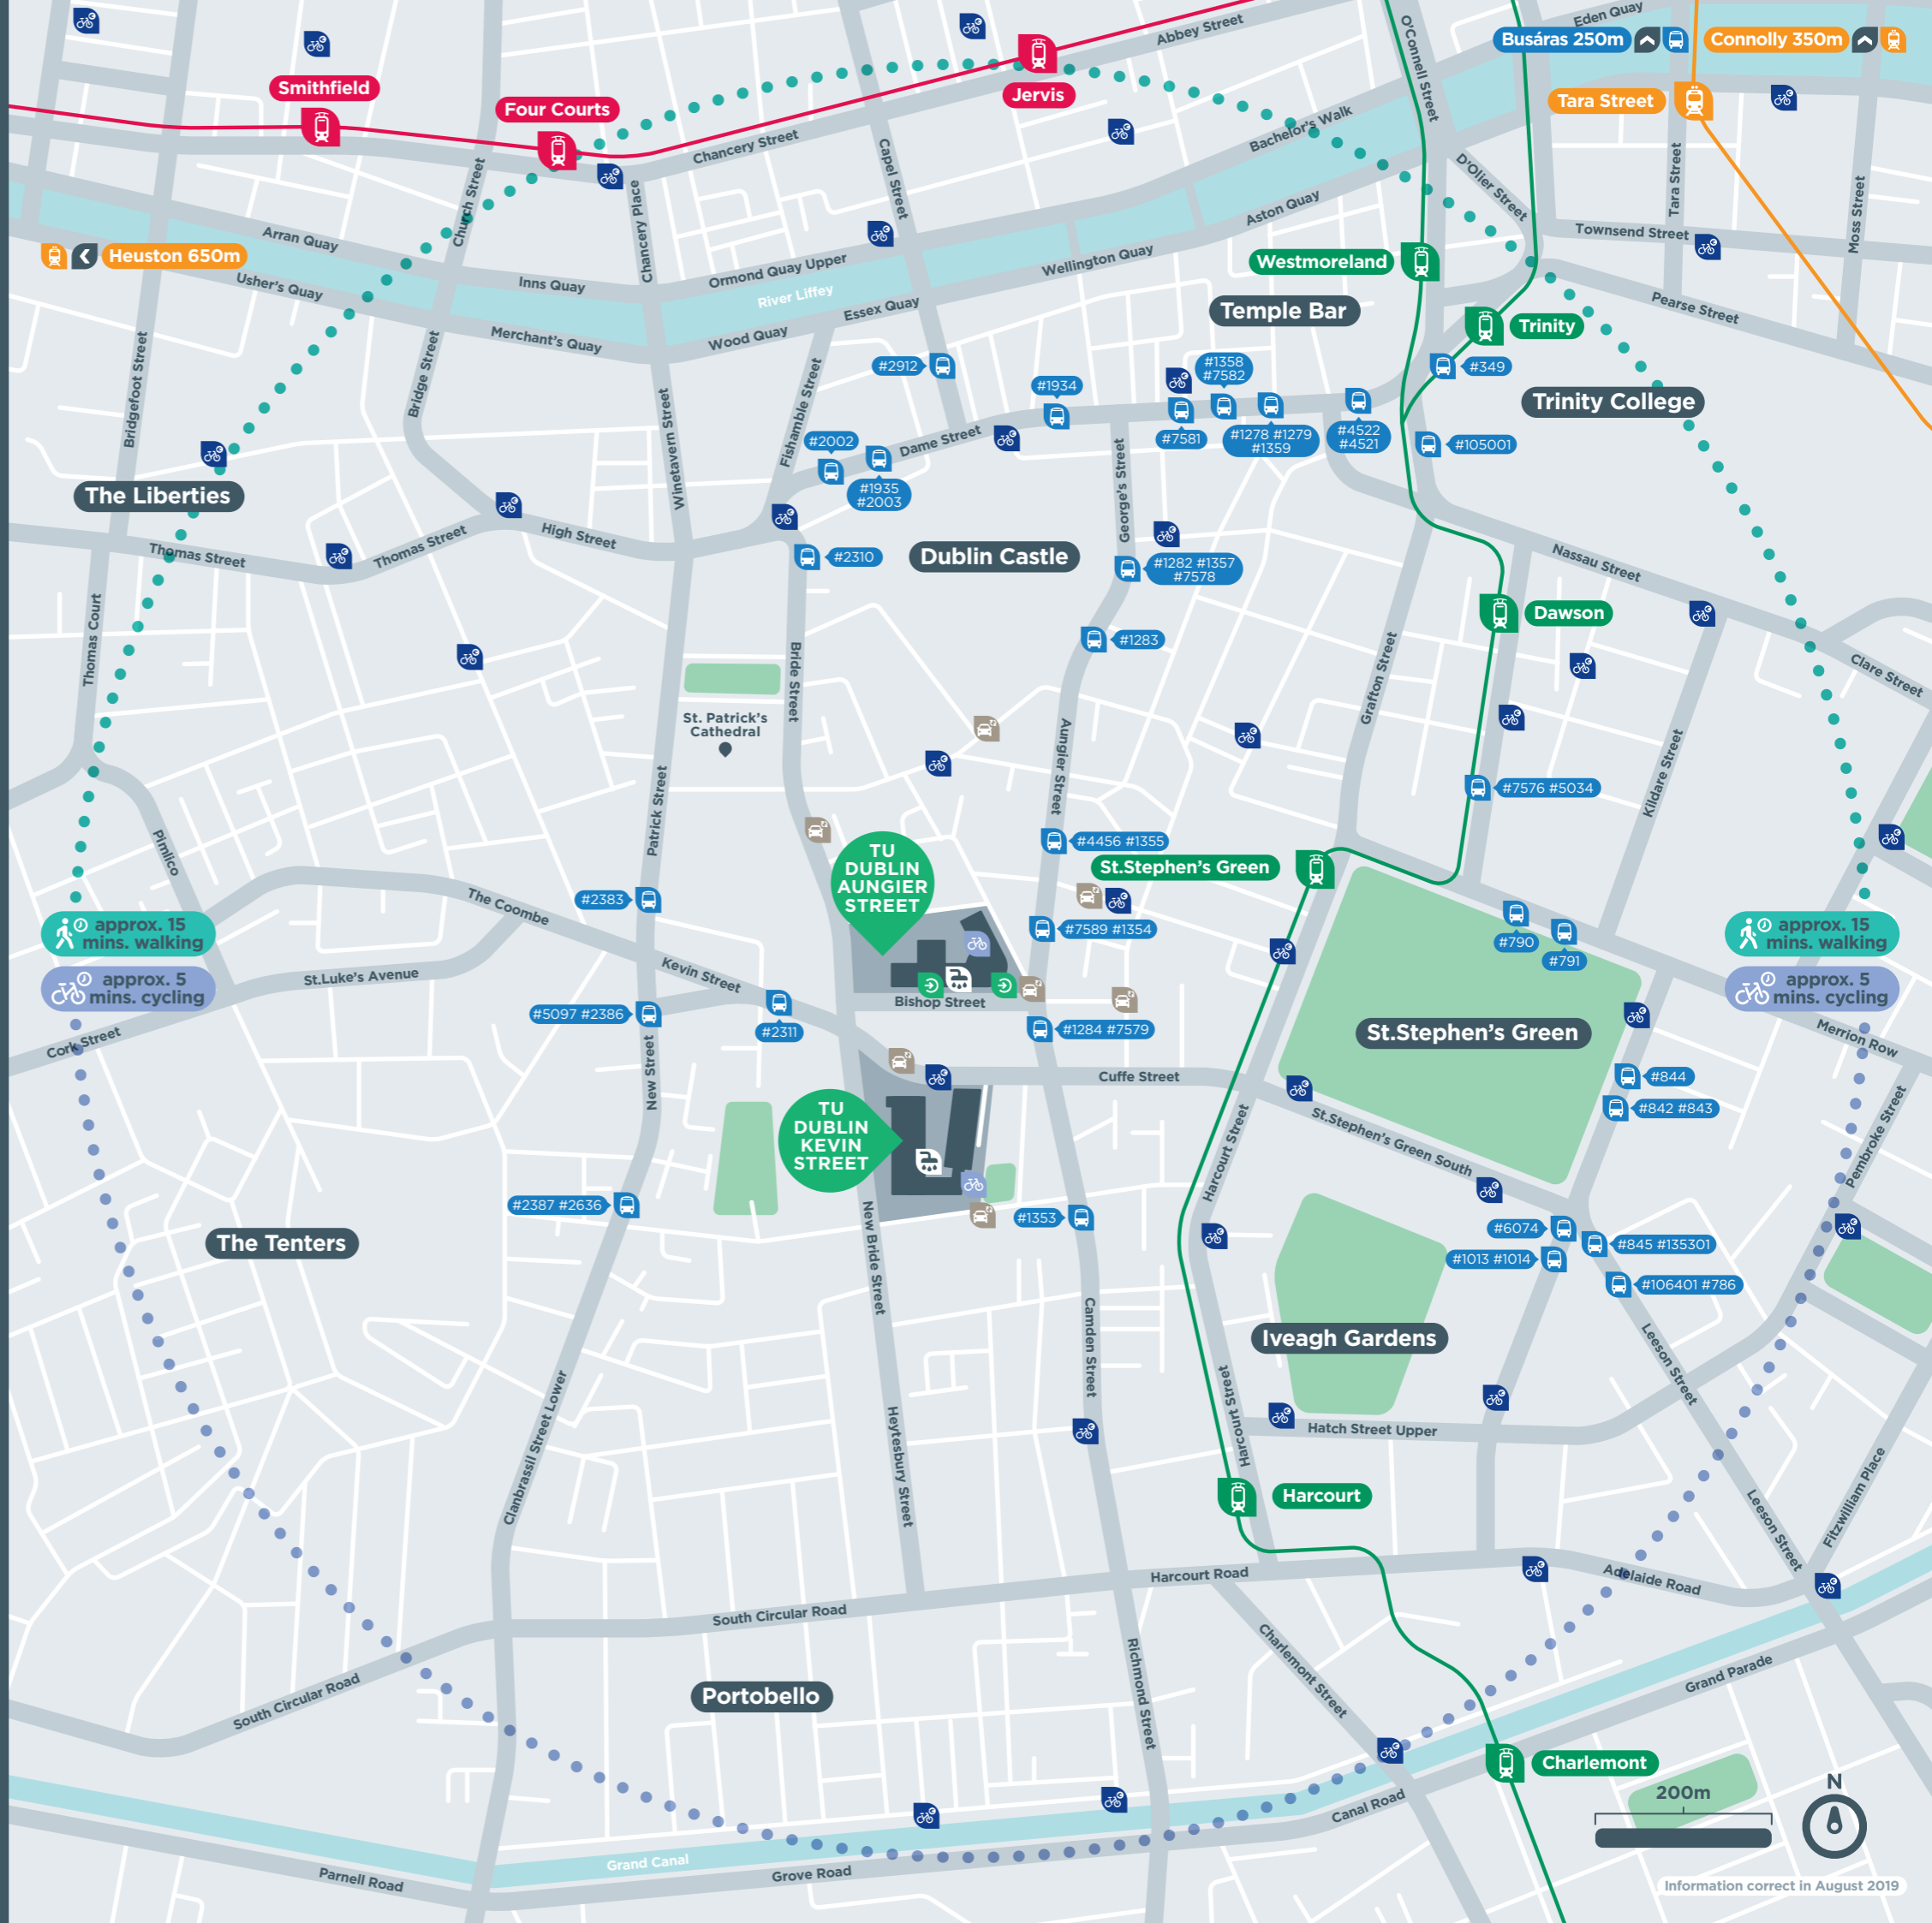 Eden Quay
O'Connell Street
Abbey Street
Busáras 250m
Connolly 350m
Smithfield
Four Courts
Jervis
Tara Street
Bachelor's Walk
Chancery Street
Capel Street
Church Street
Chancery Place
D'Olier Street
Tara Street
Moss Street
Aston Quay
Townsend Street
Arran Quay
Heuston 650m
Usher's Quay
Inns Quay
Ormond Quay Upper
River Liffey
Essex Quay
Wellington Quay
Westmoreland
Temple Bar
Trinity
Pearse Street
Merchant's Quay
Wood Quay
Bridgefoot Street
Bridge Street
Winetavern Street
Fishamble Street
#2912
#1934
#1358
#7582
#349
Trinity College
#2002
Dame Street
#7581
#1278 #1279
#1359
#4522
#4521
#105001
#1935
#2003
George's Street
The Liberties
Thomas Street
Thomas Street
High Street
#2310
Dublin Castle
#1282 #1357
#7578
Nassau Street
Dawson
#1283
Thomas Court
Bride Street
Grafton Street
Clare Street
St. Patrick's
Cathedral
Aungier Street
Patrick Street
Kildare Street
#7576 #5034
Pimlico
#4456 #1355
St.Stephen's Green
TU
DUBLIN
AUNGIER
STREET
#2383
The Coombe
#7589 #1354
#790
#791
approx. 15
mins. walking
approx. 5
mins. cycling
approx. 15
mins. walking
approx. 5
mins. cycling
St.Luke's Avenue
Kevin Street
Bishop Street
#5097 #2386
#2311
#1284 #7579
St.Stephen's Green
Merrion Row
Cork Street
New Street
Cuffe Street
#844
#842 #843
TU
DUBLIN
KEVIN
STREET
Harcourt Street
St.Stephen's Green South
Pembroke Street
#2387 #2636
#1353
The Tenters
New Bride Street
#6074
#845 #135301
#1013 #1014
#106401 #786
Camden Street
Iveagh Gardens
Leeson Street
Clanbrassil Street Lower
Heytesbury Street
Harcourt Street
Hatch Street Upper
Harcourt
Leeson Street
Fitzwilliam Place
Harcourt Road
Adelaide Road
South Circular Road
South Circular Road
Portobello
Richmond Street
Charlemont Street
Grand Parade
Charlemont
200m
N
Canal Road
Grand Canal
Grove Road
Parnell Road
Information correct in August 2019